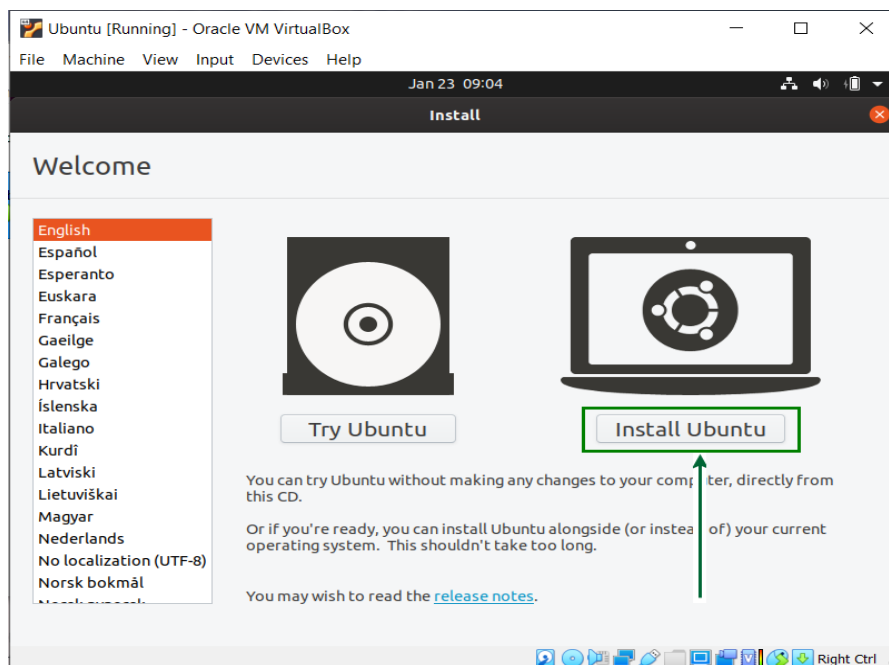 Ubuntu [Running] - Oracle VM VirtualBox
File Machine View Input Devices Help
Jan 23 09:04
Install
Welcome
English
Español
Esperanto
Euskara
Français
Gaeilge
Galego
Hrvatski
Íslenska
Italiano
Kurdî
Latviski
Lietuviškai
Magyar
Nederlands
No localization (UTF-8)
Norsk bokmål
Try Ubuntu
Install Ubuntu
You can try Ubuntu without making any changes to your computer, directly from
this CD.
Or if you're ready, you can install Ubuntu alongside (or instead of) your current
operating system. This shouldn't take too long.
You may wish to read the release notes.
Right Ctrl